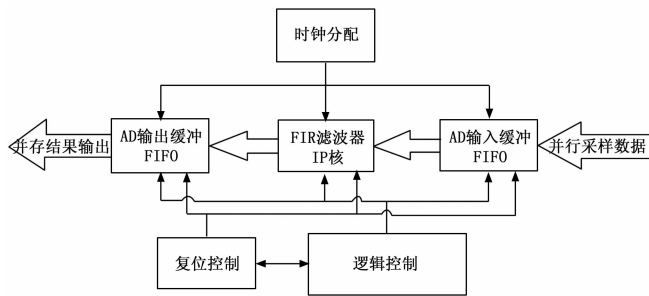 时钟分配
并存结果输出
AD输出缓冲
FIFO
FIR滤波器
IP核
AD输入缓冲
FIFO
并行采样数据
复位控制
逻辑控制